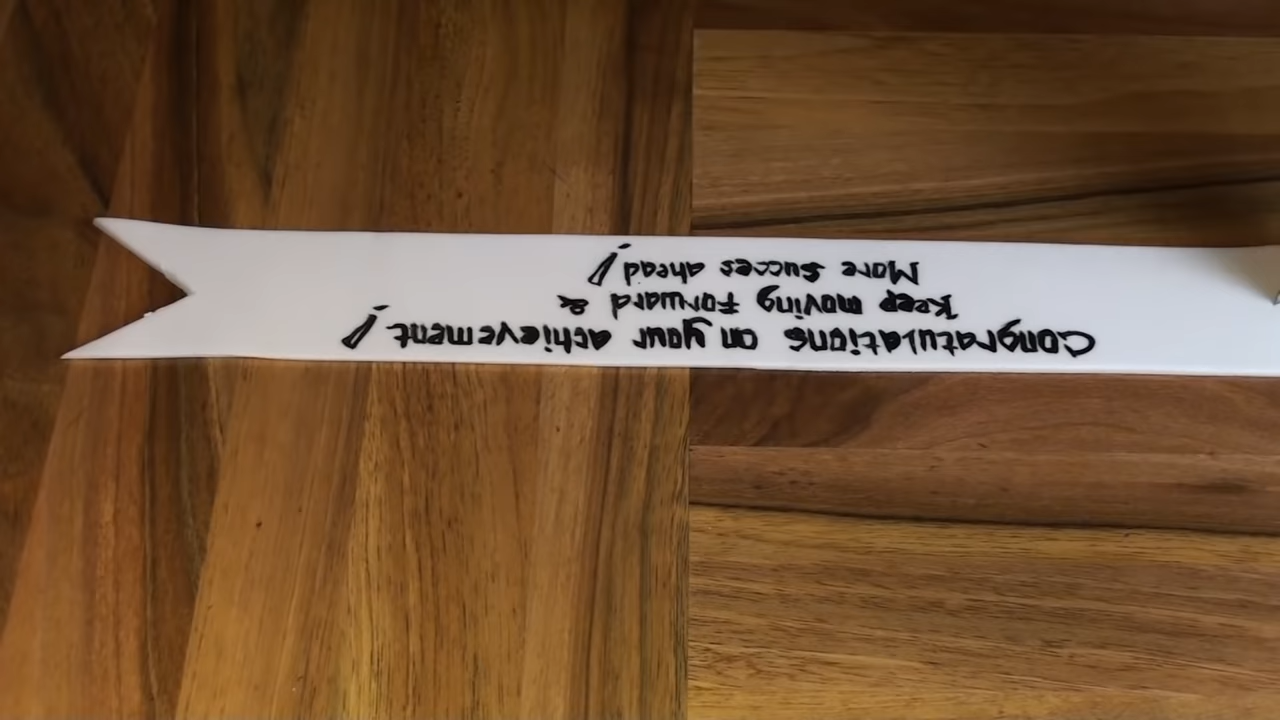 Congratulations on your achievement!
Keep moving Forward &
More Succes ahead!